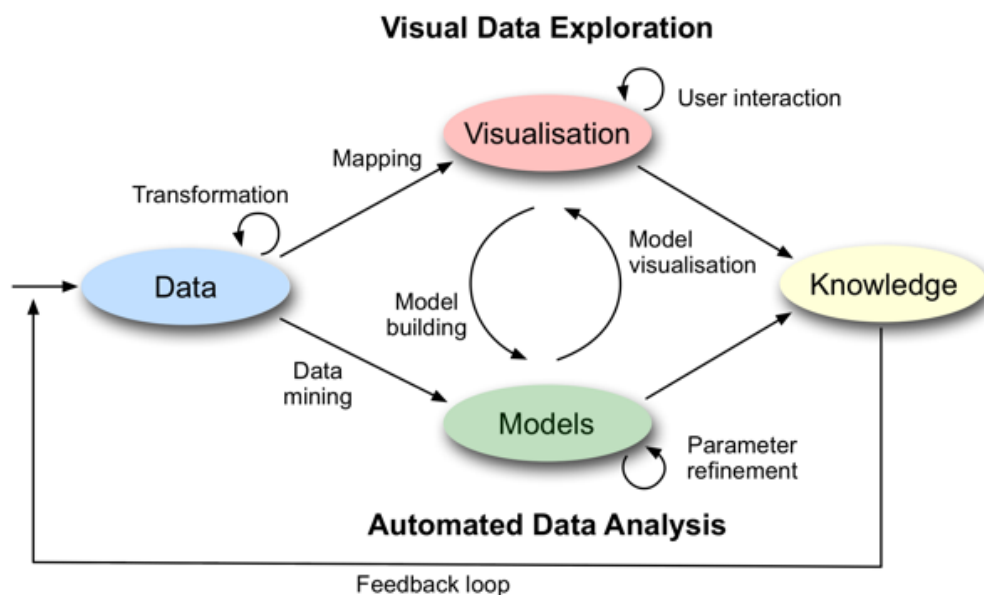 Visual Data Exploration
User interaction
Visualisation
Mapping
Transformation
Model
visualisation
Data
Knowledge
Model
building
Data
mining
Models
Parameter
refinement
Automated Data Analysis
Feedback loop